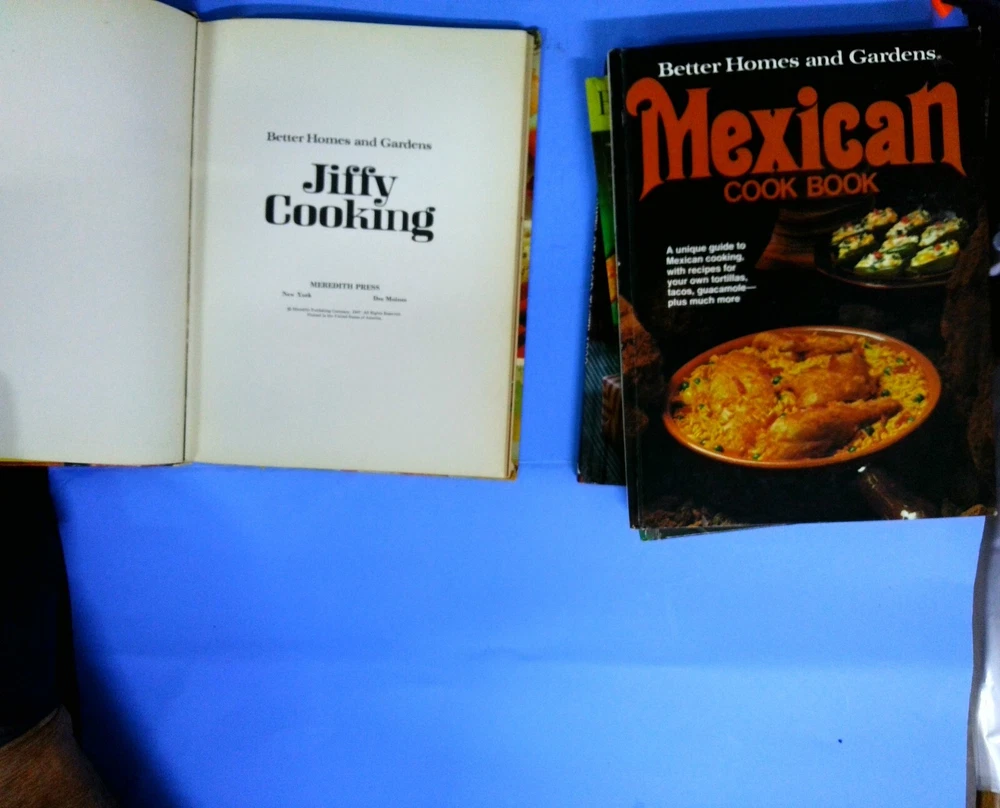 Better Homes and Gardens
Jiffy
Cooking
MEREDITH PRESS
New York Des Moines
Better Homes and Gardens®
Mexican
COOK BOOK
A unique guide to
Mexican cooking,
with recipes for
your own tortillas,
tacos, guacamole—
plus much more